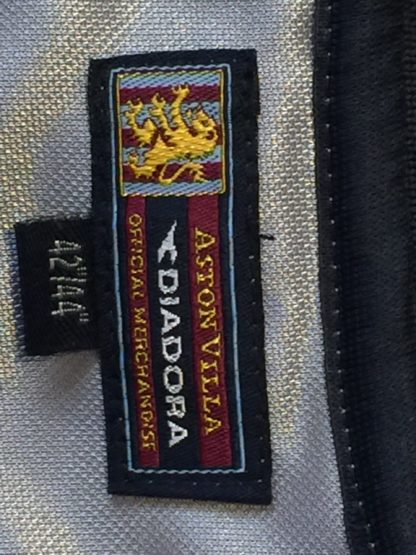 ASTON VILLA
DIADORA
OFFICIAL MERCHANDISE
42"/44"